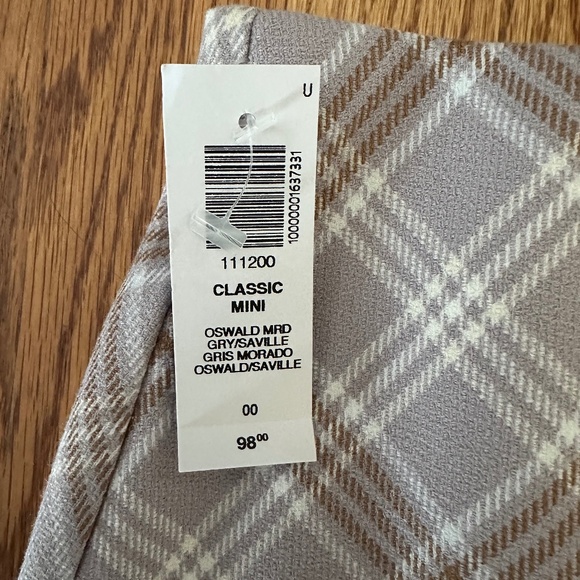 U
10000001637331
111200
CLASSIC
MINI
OSWALD MRD
GRY/SAVILLE
GRIS MORADO
OSWALD/SAVILLE
00
98⁰⁰